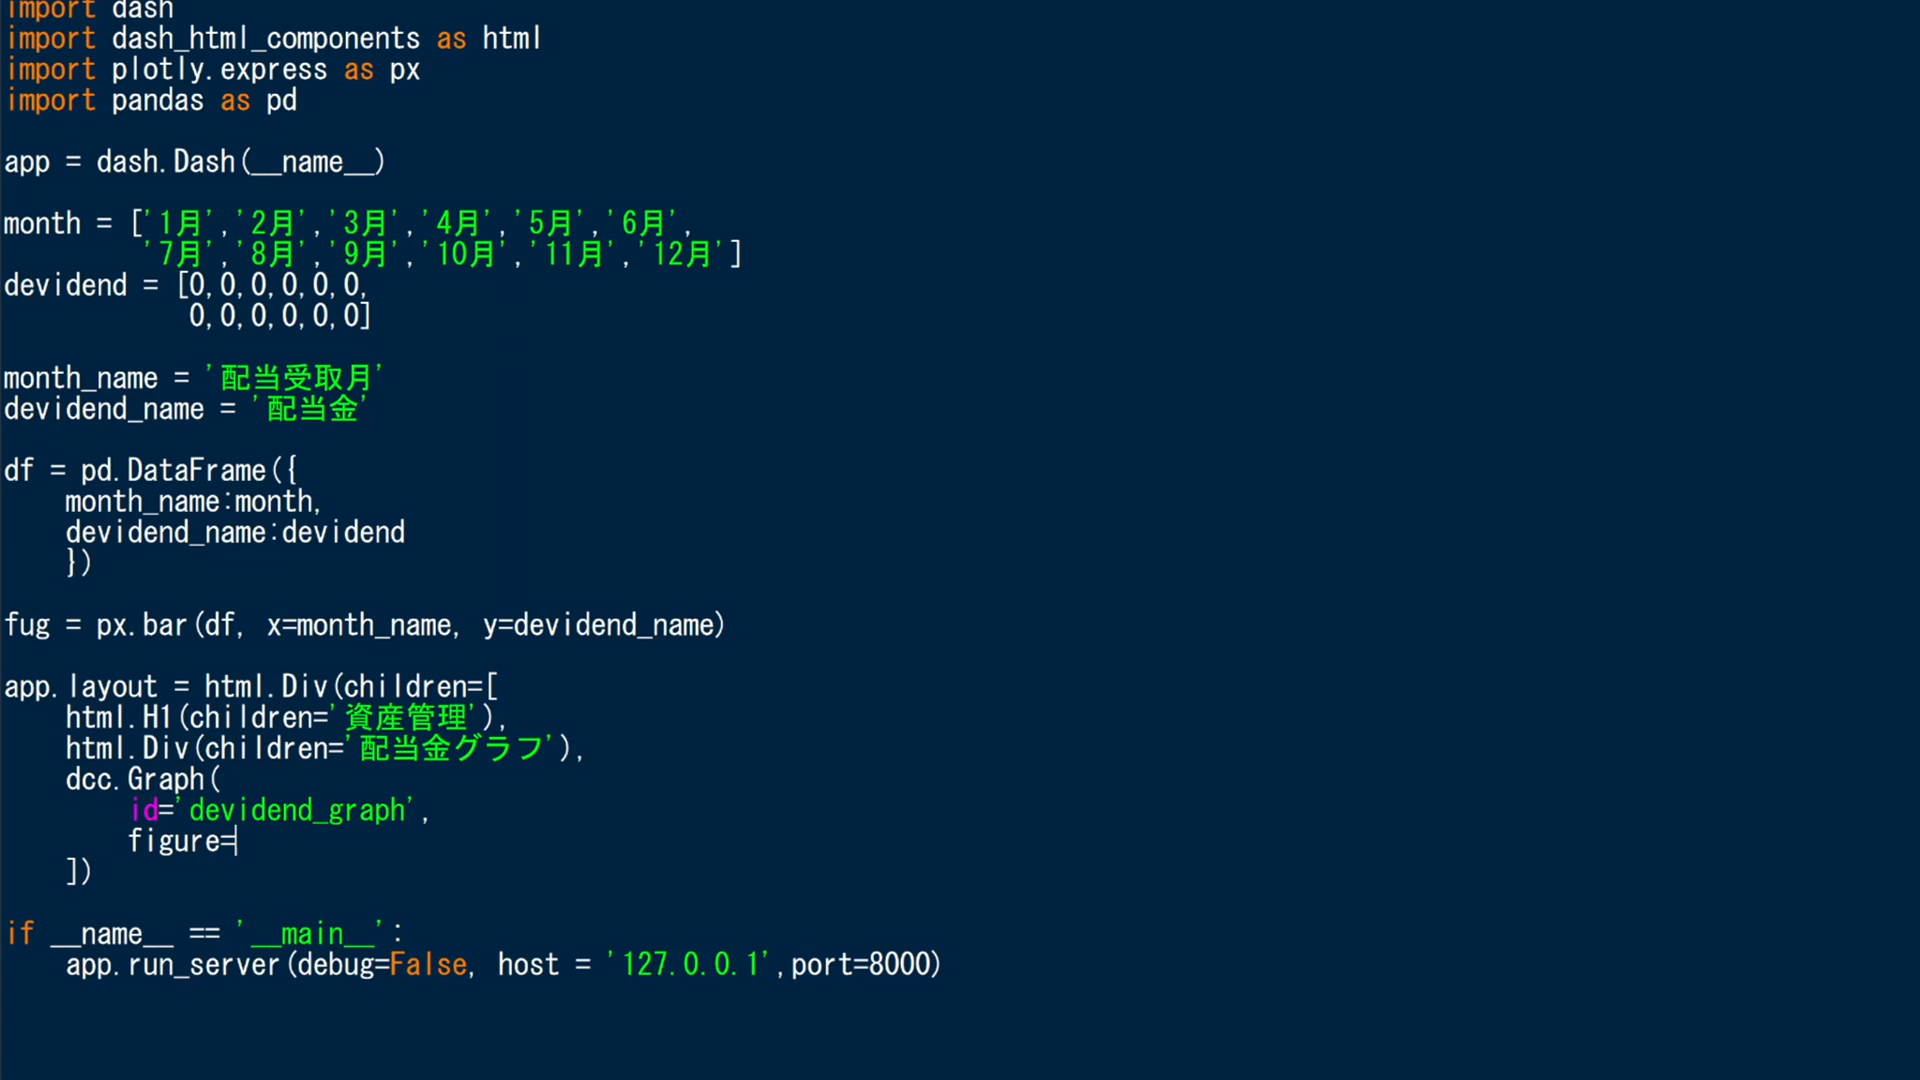 import dash
import dash_html_components as html
import plotly.express as px
import pandas as pd

app = dash.Dash(__name__)

month = ['1月','2月','3月','4月','5月','6月',
         '7月','8月','9月','10月','11月','12月']
devidend = [0,0,0,0,0,0,
            0,0,0,0,0,0]

month_name = '配当受取月'
devidend_name = '配当金'

df = pd.DataFrame({
    month_name:month,
    devidend_name:devidend
    })

fug = px.bar(df, x=month_name, y=devidend_name)

app.layout = html.Div(children=[
    html.H1(children='資産管理'),
    html.Div(children='配当金グラフ'),
    dcc.Graph(
        id='devidend_graph',
        figure=
    ])

if __name__ == '__main__':
    app.run_server(debug=False, host = '127.0.0.1',port=8000)